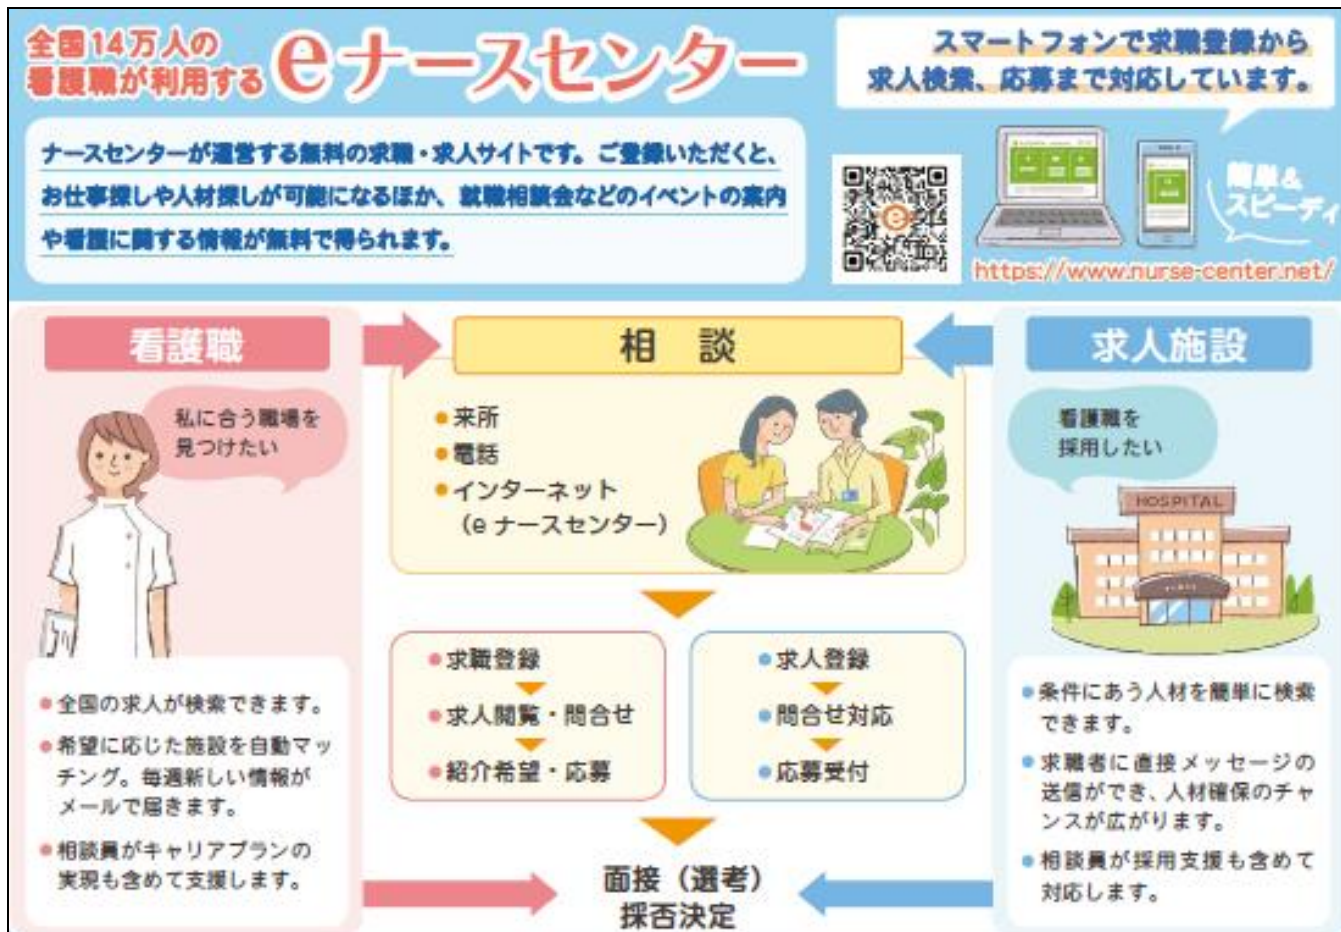 全国14万人の
看護職が利用する
eナースセンター
スマートフォンで求職登録から
求人検索、応募まで対応しています。
ナースセンターが運営する無料の求職・求人サイトです。ご登録いただくと、
お仕事探しや人材探しが可能になるほか、就職相談会などのイベントの案内
や看護に関する情報が無料で得られます。
e
簡単&
スピーディ
https://www.nurse-center.net/
看護職
私に合う職場を
見つけたい
●全国の求人が検索できます。
●希望に応じた施設を自動マッ
チング。毎週新しい情報が
メールで届きます。
●相談員がキャリアプランの
実現も含めて支援します。
相 談
●来所
●電話
●インターネット
(eナースセンター)
●求職登録
●求人閲覧・問合せ
●紹介希望・応募
●求人登録
●問合せ対応
●応募受付
面接(選考)
採否決定
求人施設
看護職を
採用したい
HOSPITAL
●条件にあう人材を簡単に検索
できます。
●求職者に直接メッセージの
送信ができ、人材確保のチャ
ンスが広がります。
●相談員が採用支援も含めて
対応します。